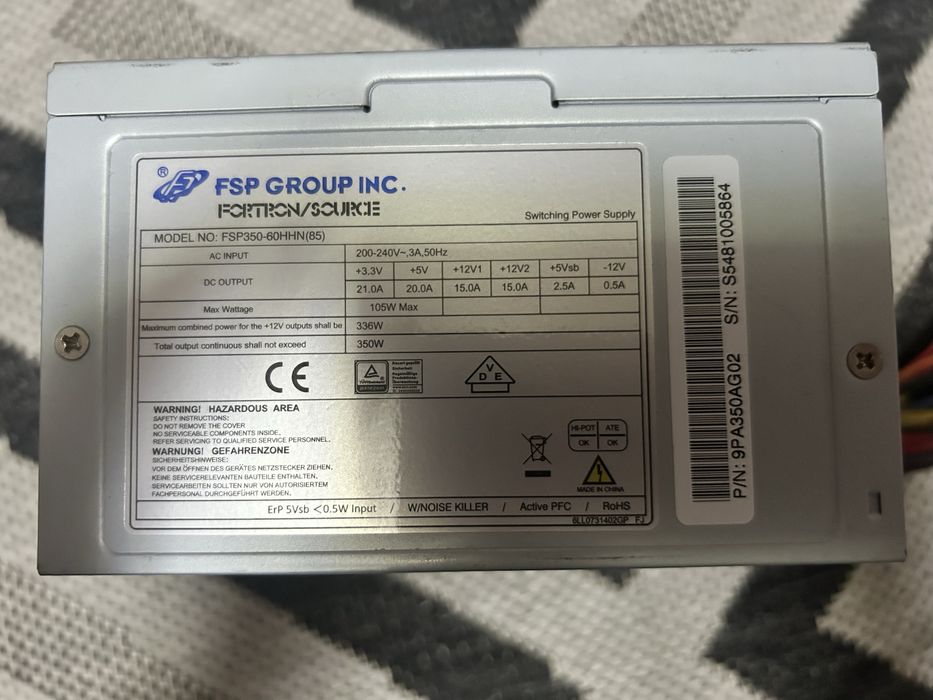 ® FSP GROUP INC.
FORTRON/SOURCE
Switching Power Supply
MODEL NO: FSP350-60HHN(85)
AC INPUT 200-240V~,3A,50Hz
DC OUTPUT +3.3V +5V +12V1 +12V2 +5Vsb -12V
21.0A 20.0A 15.0A 15.0A 2.5A 0.5A
Max Wattage 105W Max
Maximum combined power for the +12V outputs shall be 336W
Total output continuous shall not exceed 350W
CE
V
D E
WARNING! HAZARDOUS AREA
SAFETY INSTRUCTIONS:
DO NOT REMOVE THE COVER
NO SERVICEABLE COMPONENTS INSIDE.
REFER SERVICING TO QUALIFIED SERVICE PERSONNEL.
WARNUNG! GEFAHRENZONE
SICHERHEITSHINWEISE:
VOR DEM ÖFFNEN DES GERÄTES NETZSTECKER ZIEHEN.
KEINE SERVICERELEVANTEN BAUTEILE ENTHALTEN.
SERVICEARBEITEN SOLLTEN NUR VON AUTORISIERTEM
FACHPERSONAL DURCHGEFÜHRT WERDEN.
HI-POT ATE
OK OK
MADE IN CHINA
ErP 5Vsb <0.5W Input / W/NOISE KILLER / Active PFC / RoHS
6LL0731402GP FJ
P/N: 9PA350AG02 S/N: S5481005864